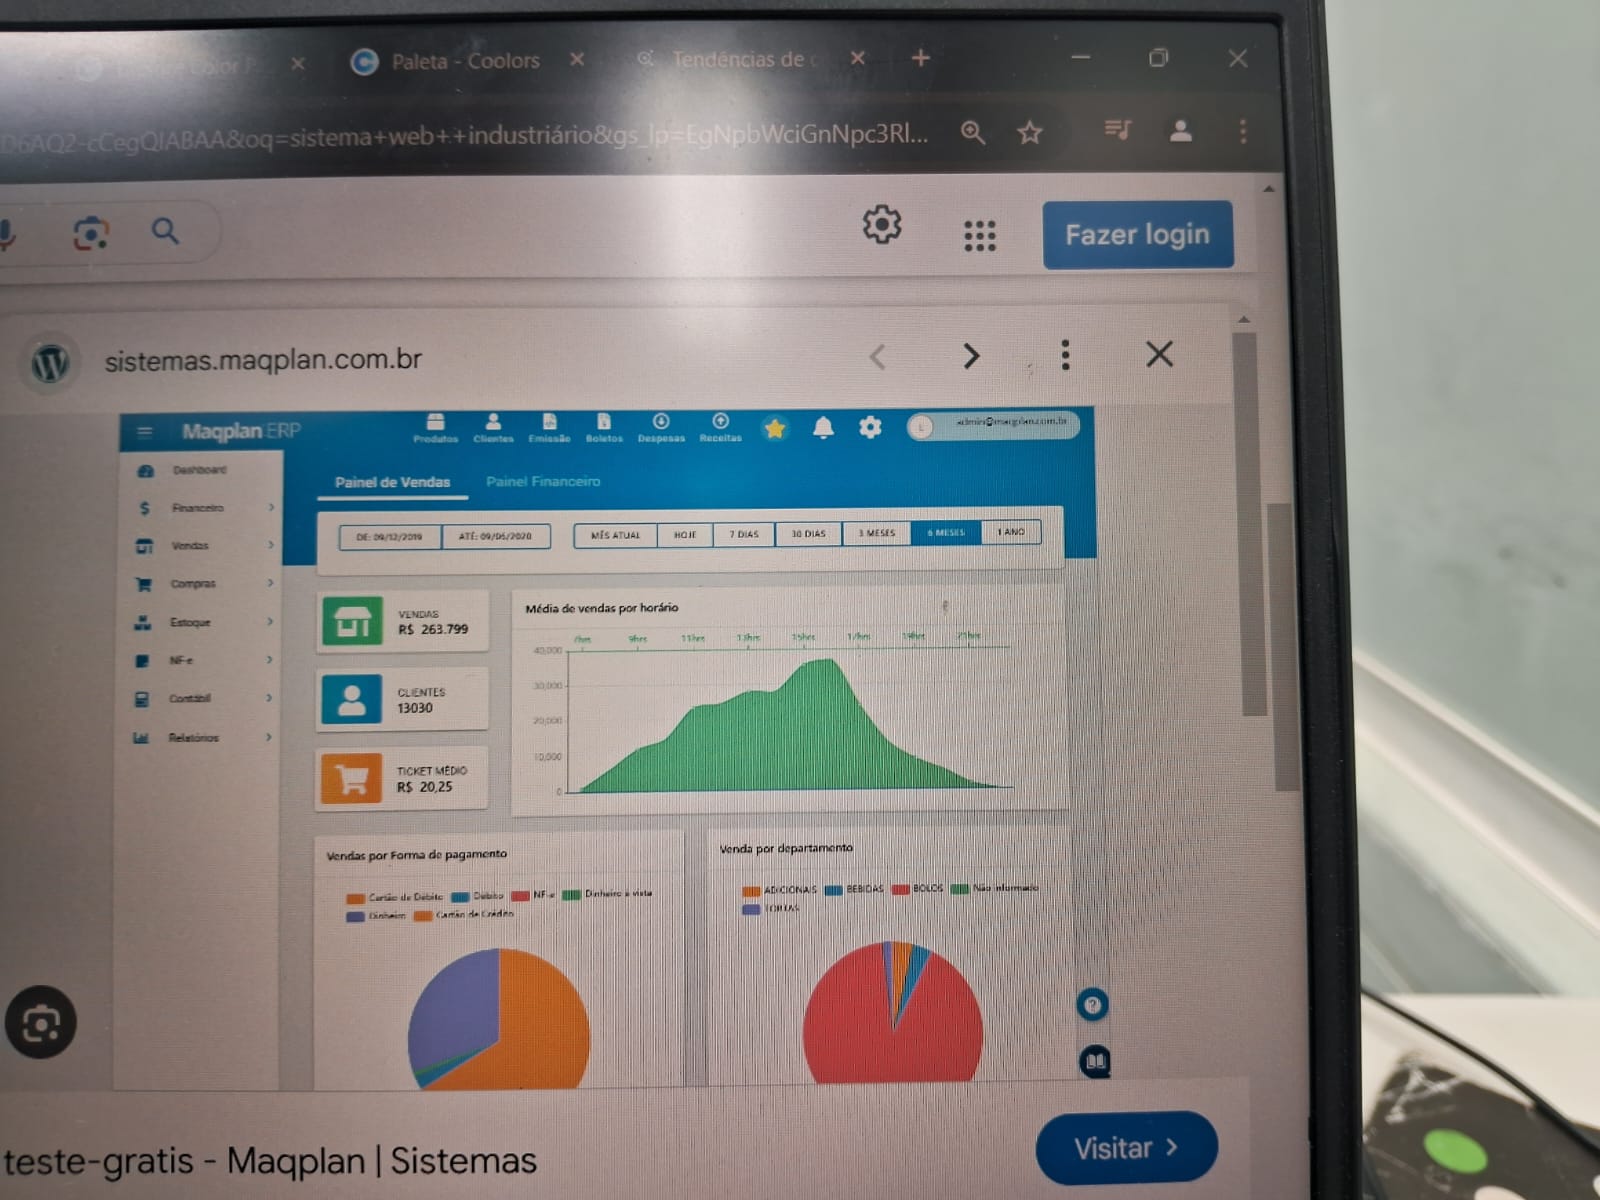 Paleta - Coolors
Tendências de
D6AQ2-cCegQIABAA&oq=sistema+web++industriário&gs_lp=EgNpbWciGnNpc3Rl...
Fazer login
sistemas.maqplan.com.br
Maqplan ERP
Produtos Clientes Emissão Boletos Despesas Receitas
admin@maqplan.com.br
Dashboard
Financeiro
Vendas
Compras
Estoque
NF-e
Contábil
Relatórios
Painel de Vendas Painel Financeiro
DE: 09/12/2019 ATÉ: 09/06/2020 MÊS ATUAL HOJE 7 DIAS 30 DIAS 3 MESES 6 MESES 1 ANO
VENDAS
R$ 263.799
CLIENTES
13030
TICKET MÉDIO
R$ 20,25
Média de vendas por horário
7hrs 9hrs 11hrs 13hrs 15hrs 17hrs 19hrs 21hrs
40,000
30,000
20,000
10,000
0
Vendas por Forma de pagamento
Cartão de Débito Débito NF-e Dinheiro à vista
Dinheiro Cartão de Crédito
Venda por departamento
ADICIONAIS BEBIDAS BOLOS Não informado
TORTAS
teste-gratis - Maqplan | Sistemas
Visitar